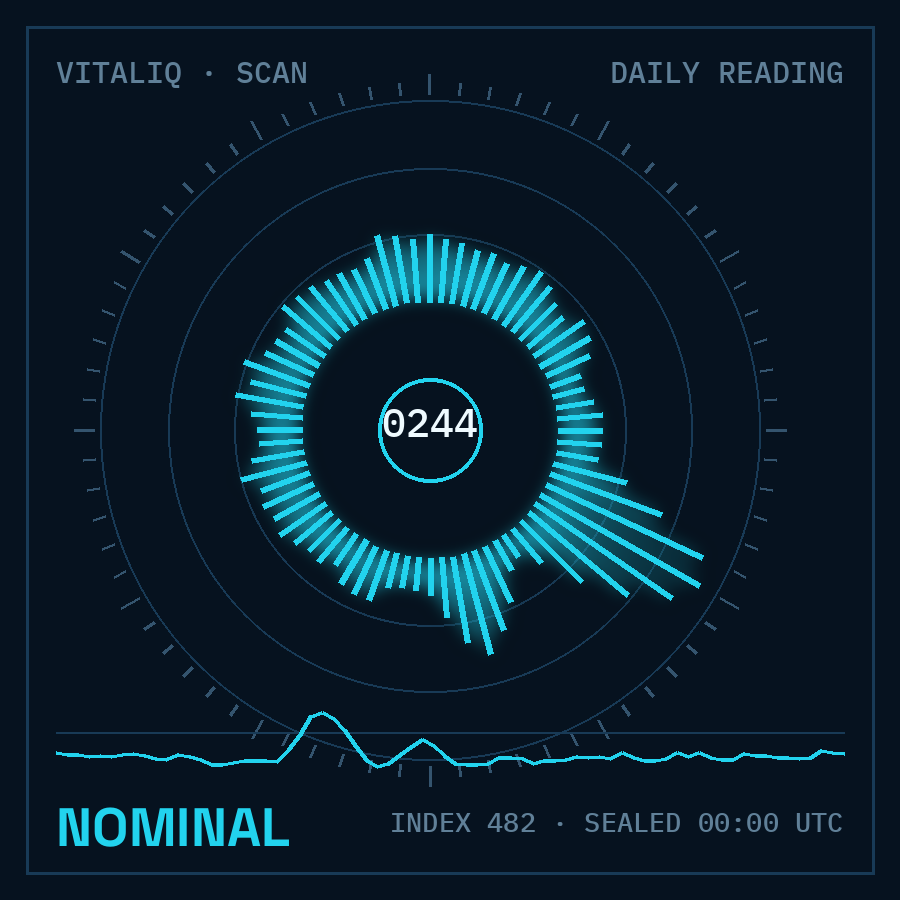 VITALIQ · SCAN
DAILY READING
0244
NOMINAL
INDEX 482 · SEALED 00:00 UTC